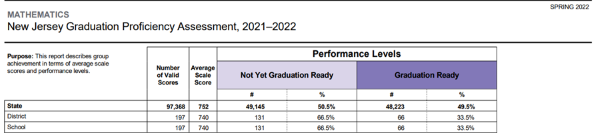 SPRING 2022
MATHEMATICS
New Jersey Graduation Proficiency Assessment, 2021–2022
Purpose: This report describes group
achievement in terms of average scale
scores and performance levels.
Number
of Valid
Scores
Average
Scale
Score
Performance Levels
Not Yet Graduation Ready
Graduation Ready
# % # %
State 97,368 752 49,145 50.5% 48,223 49.5%
District 197 740 131 66.5% 66 33.5%
School 197 740 131 66.5% 66 33.5%